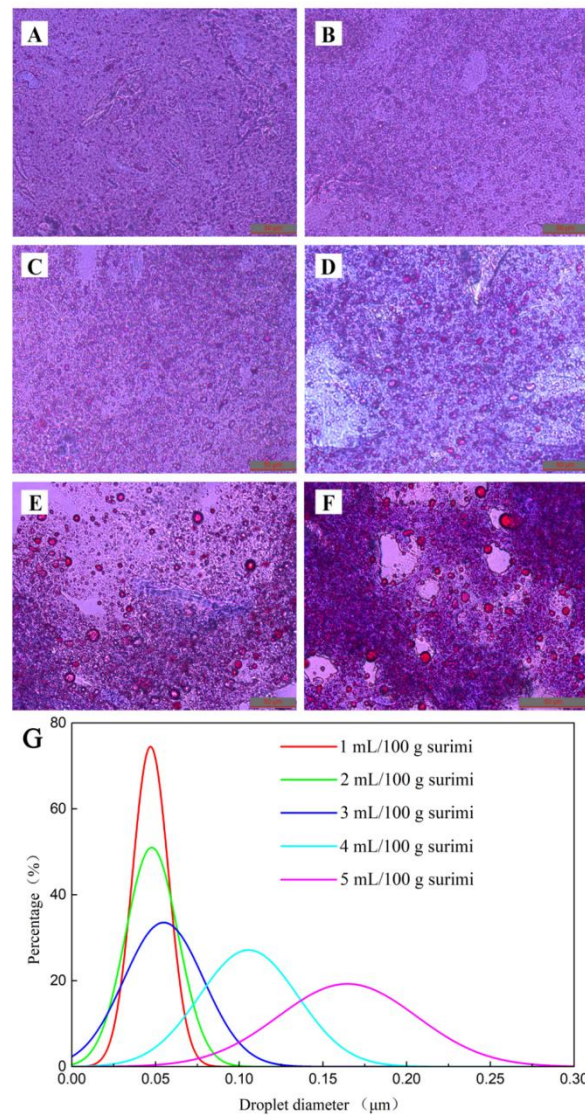 A
B
C
D
E
F
G
80
60
40
20
0
Percentage (%)
1 mL/100 g surimi
2 mL/100 g surimi
3 mL/100 g surimi
4 mL/100 g surimi
5 mL/100 g surimi
0.00 0.05 0.10 0.15 0.20 0.25 0.30
Droplet diameter (μm)